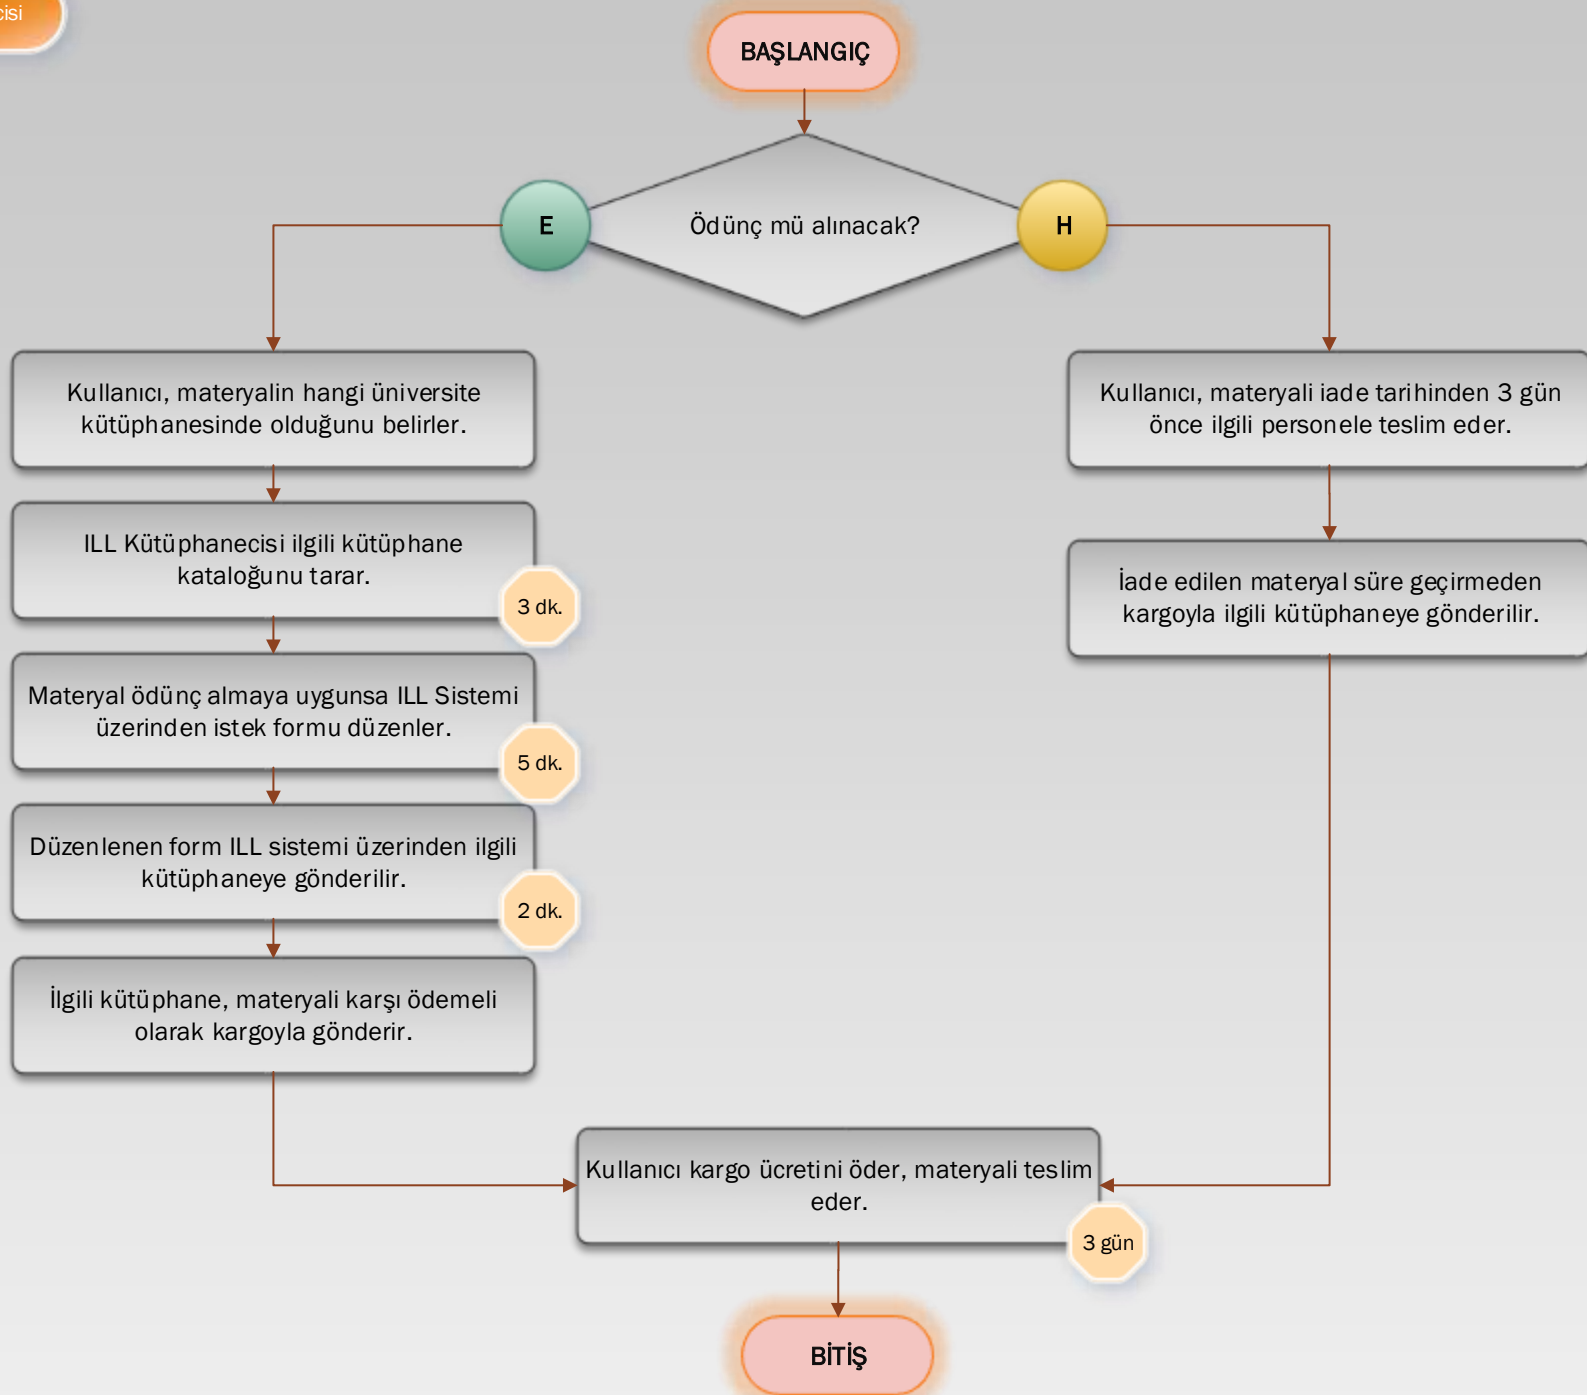 BAŞLANGIÇ
Ödünç mü alınacak?
E
H
Kullanıcı, materyalin hangi üniversite
kütüphanesinde olduğunu belirler.
ILL Kütüphanecisi ilgili kütüphane
kataloğunu tarar.
3 dk.
Materyal ödünç almaya uygunsa ILL Sistemi
üzerinden istek formu düzenler.
5 dk.
Düzenlenen form ILL sistemi üzerinden ilgili
kütüphaneye gönderilir.
2 dk.
İlgili kütüphane, materyali karşı ödemeli
olarak kargoyla gönderir.
Kullanıcı, materyali iade tarihinden 3 gün
önce ilgili personele teslim eder.
İade edilen materyal süre geçirmeden
kargoyla ilgili kütüphaneye gönderilir.
Kullanıcı kargo ücretini öder, materyali teslim
eder.
3 gün
BİTİŞ